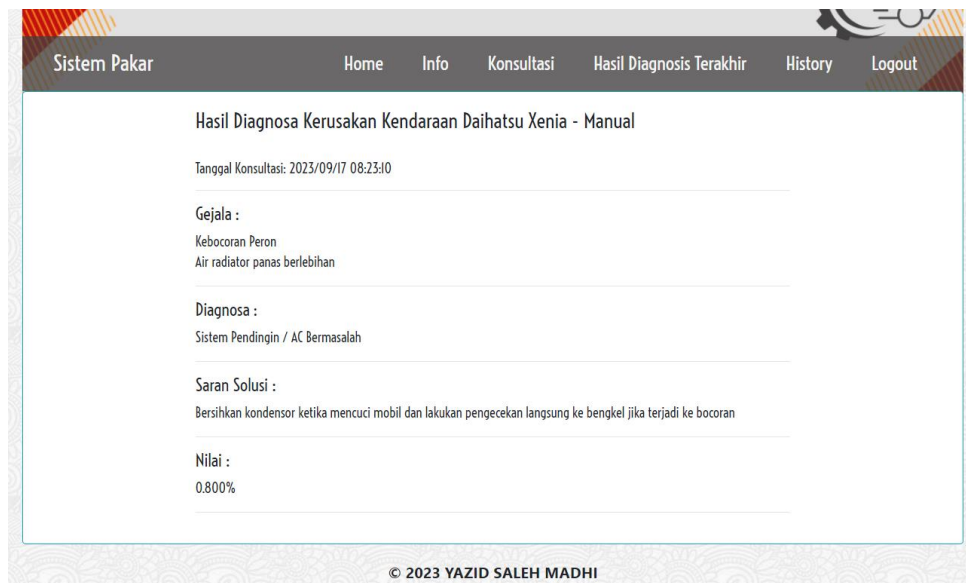 Sistem Pakar Home Info Konsultasi Hasil Diagnosis Terakhir History Logout
Hasil Diagnosa Kerusakan Kendaraan Daihatsu Xenia - Manual
Tanggal Konsultasi: 2023/09/17 08:23:10
Gejala :
Kebocoran Peron
Air radiator panas berlebihan
Diagnosa :
Sistem Pendingin / AC Bermasalah
Saran Solusi :
Bersihkan kondensor ketika mencuci mobil dan lakukan pengecekan langsung ke bengkel jika terjadi ke bocoran
Nilai :
0.800%
© 2023 YAZID SALEH MADHI